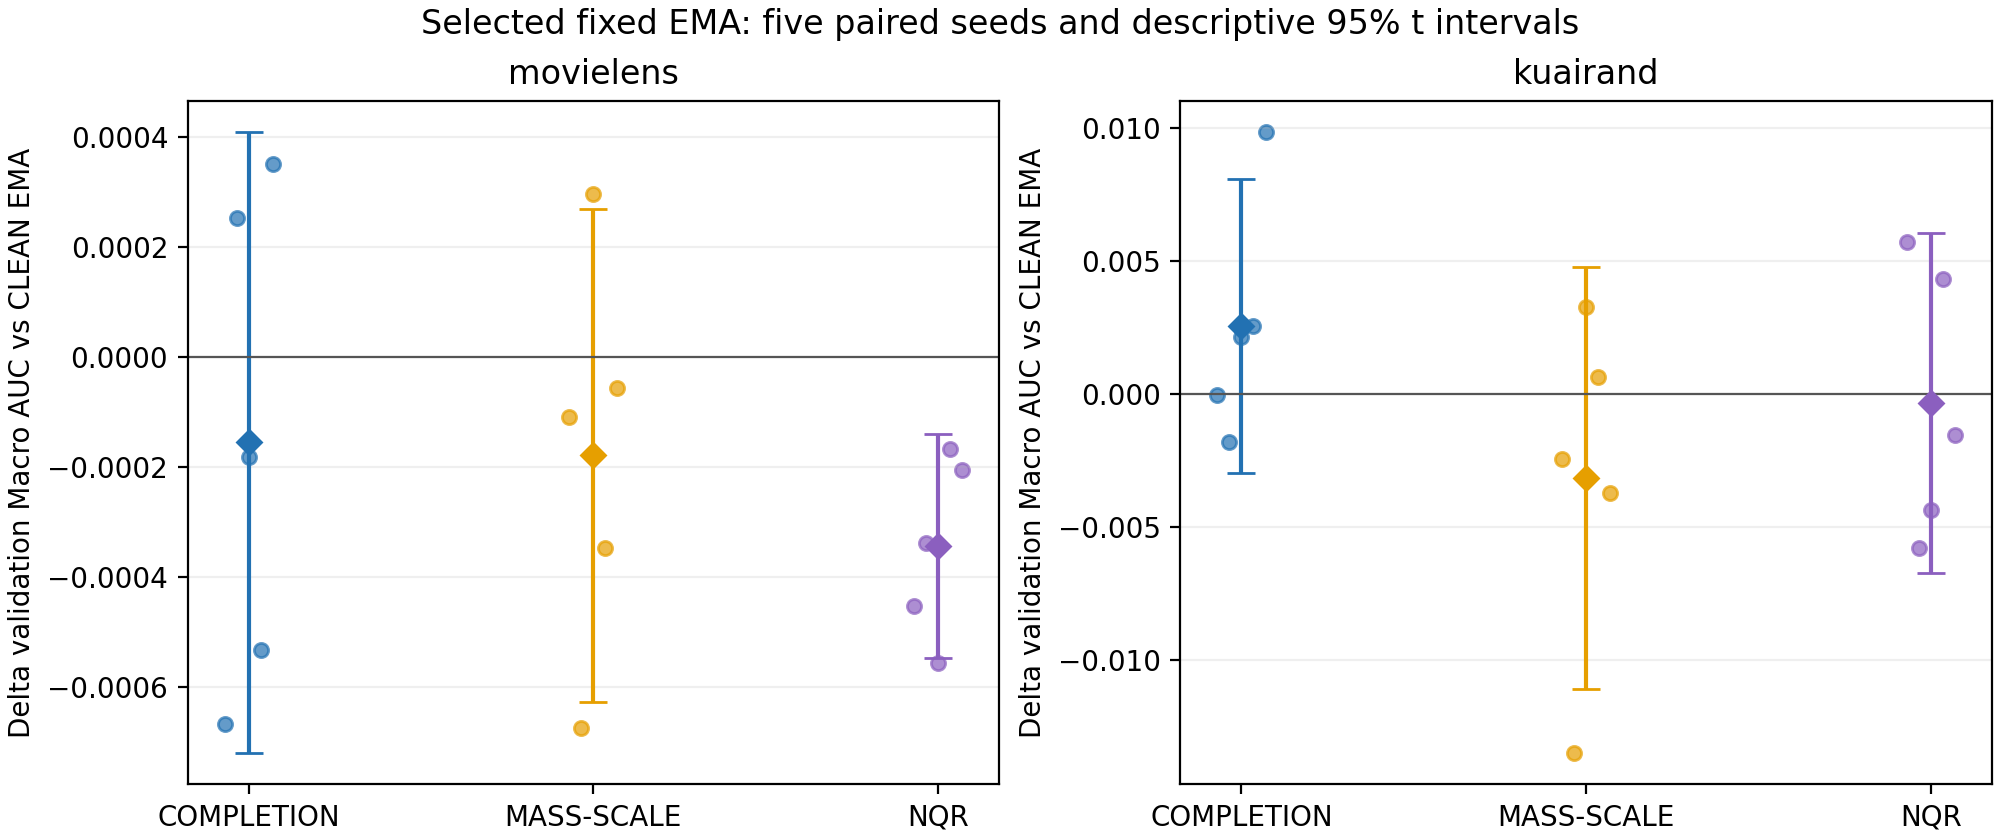 Selected fixed EMA: five paired seeds and descriptive 95% t intervals
movielens
Delta validation Macro AUC vs CLEAN EMA
0.0004
0.0002
0.0000
−0.0002
−0.0004
−0.0006
COMPLETION
MASS-SCALE
NQR
kuairand
Delta validation Macro AUC vs CLEAN EMA
0.010
0.005
0.000
−0.005
−0.010
COMPLETION
MASS-SCALE
NQR